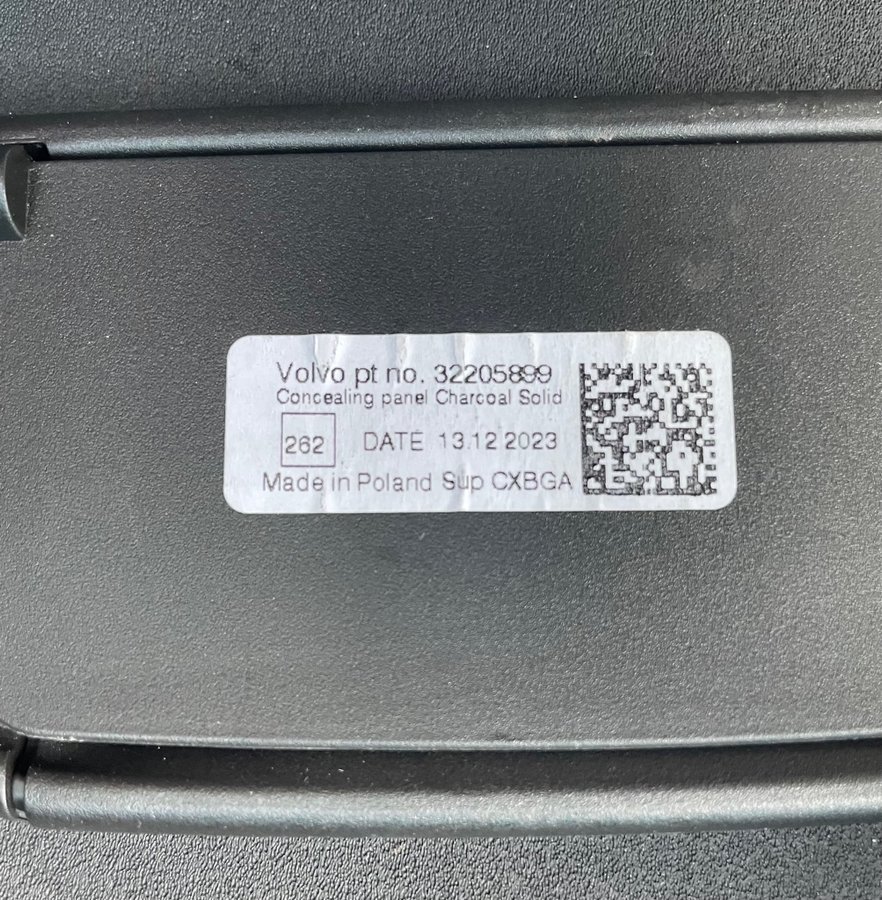 Volvo pt no. 32205899
Concealing panel Charcoal Solid
262 DATE 13.12 2023
Made in Poland Sup CXBGA